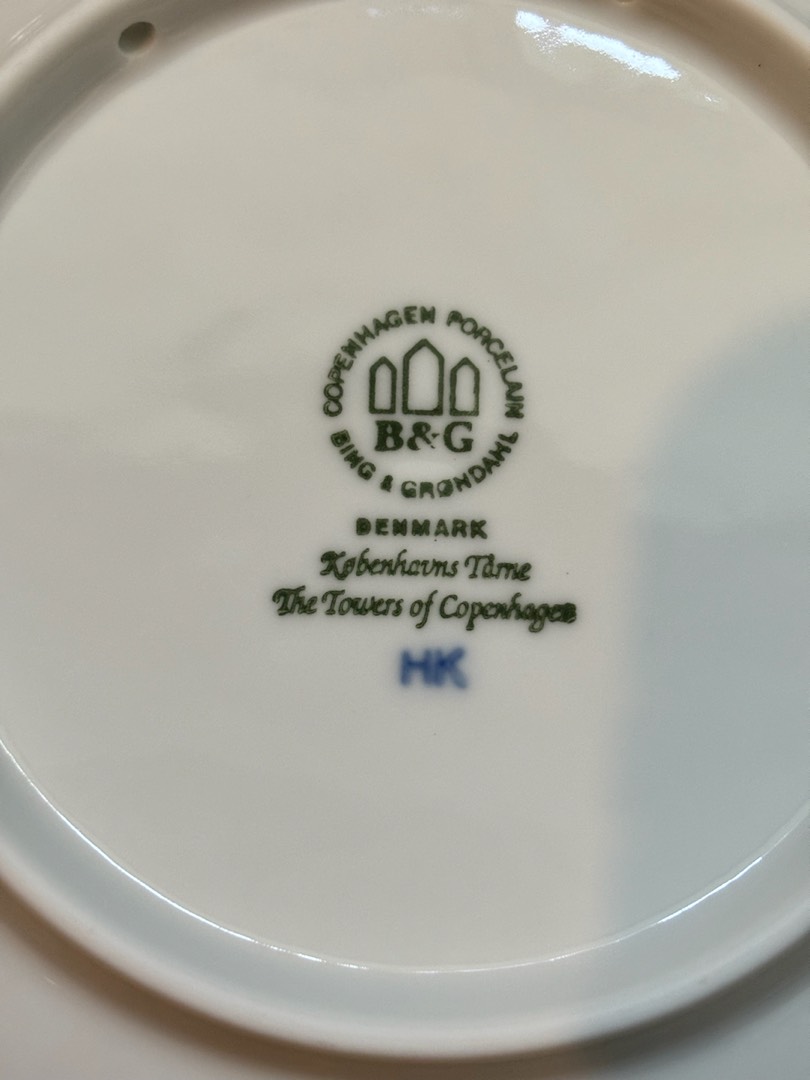 COPENHAGEN PORCELAIN
B&G
BING & GRØNDAHL
DENMARK
Københavns Tårne
The Towers of Copenhagen
HK